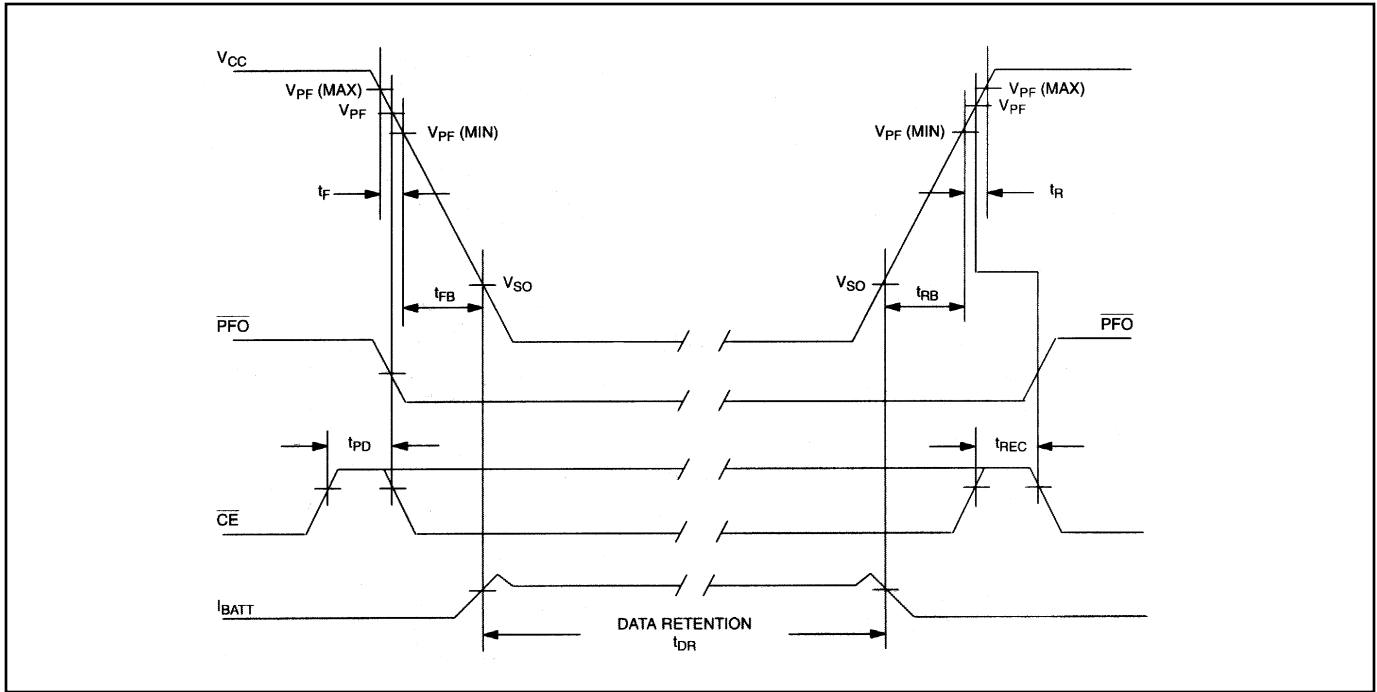 VCC
VPF (MAX)
VPF
VPF (MIN)
tF
tFB
VSO
VPF (MAX)
VPF
VPF (MIN)
tR
VSO
tRB
PFO
PFO
tPD
tREC
CE
IBATT
DATA RETENTION
tDR